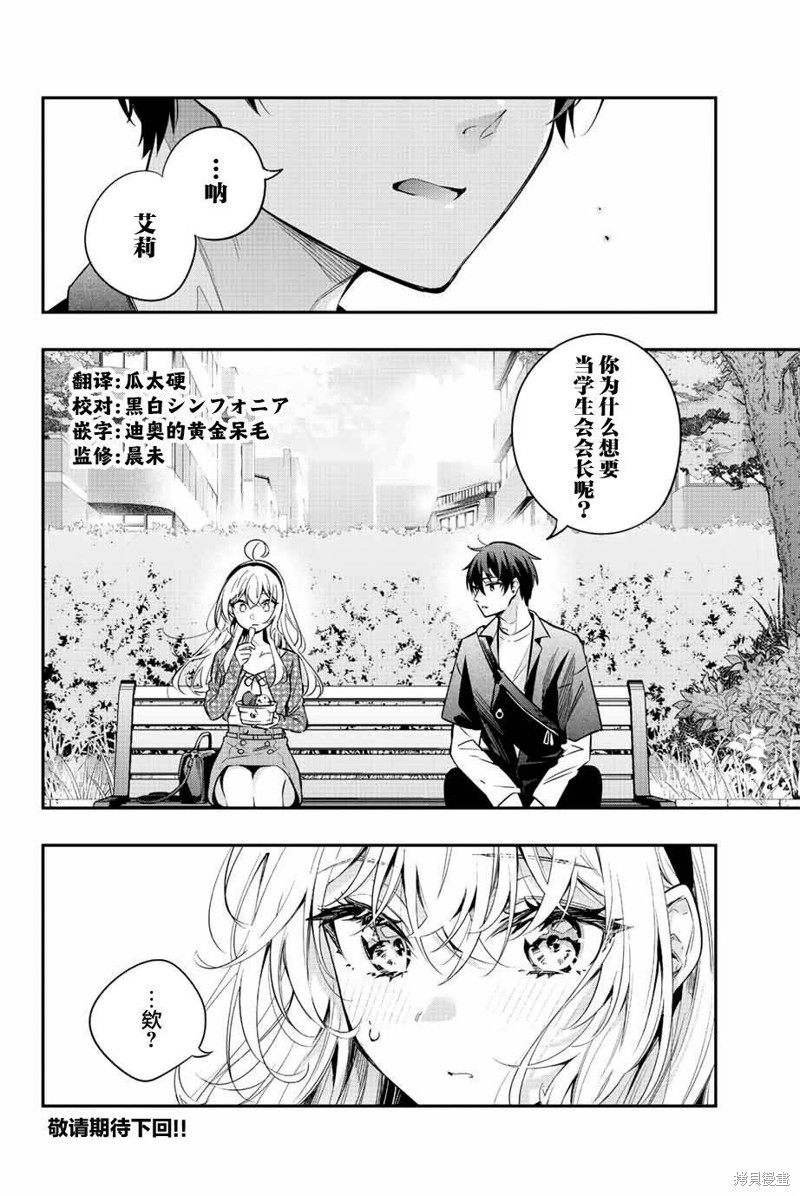 …呐
艾莉
你为什么想要
当学生会会长呢？
翻译:瓜太硬
校对:黑白シンフォニア
嵌字:迪奥的黄金呆毛
监修:晨未
…欸？
敬请期待下回!!
拷貝漫畫